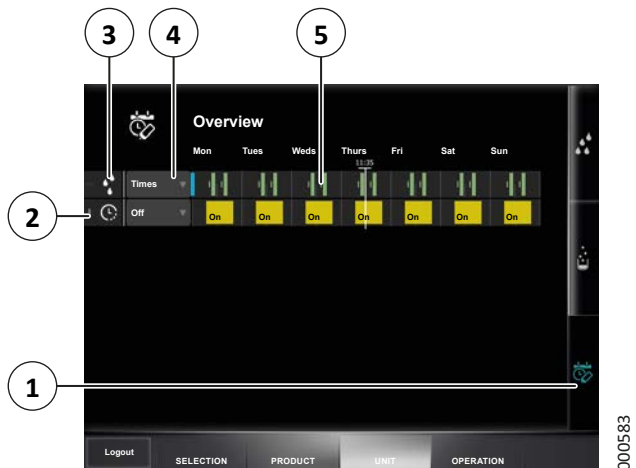 3 4 5
Overview
Mon Tues Weds Thurs Fri Sat Sun
11:35
Times
2
Off On On On On On On On
1
000583
Logout SELECTION PRODUCT UNIT OPERATION